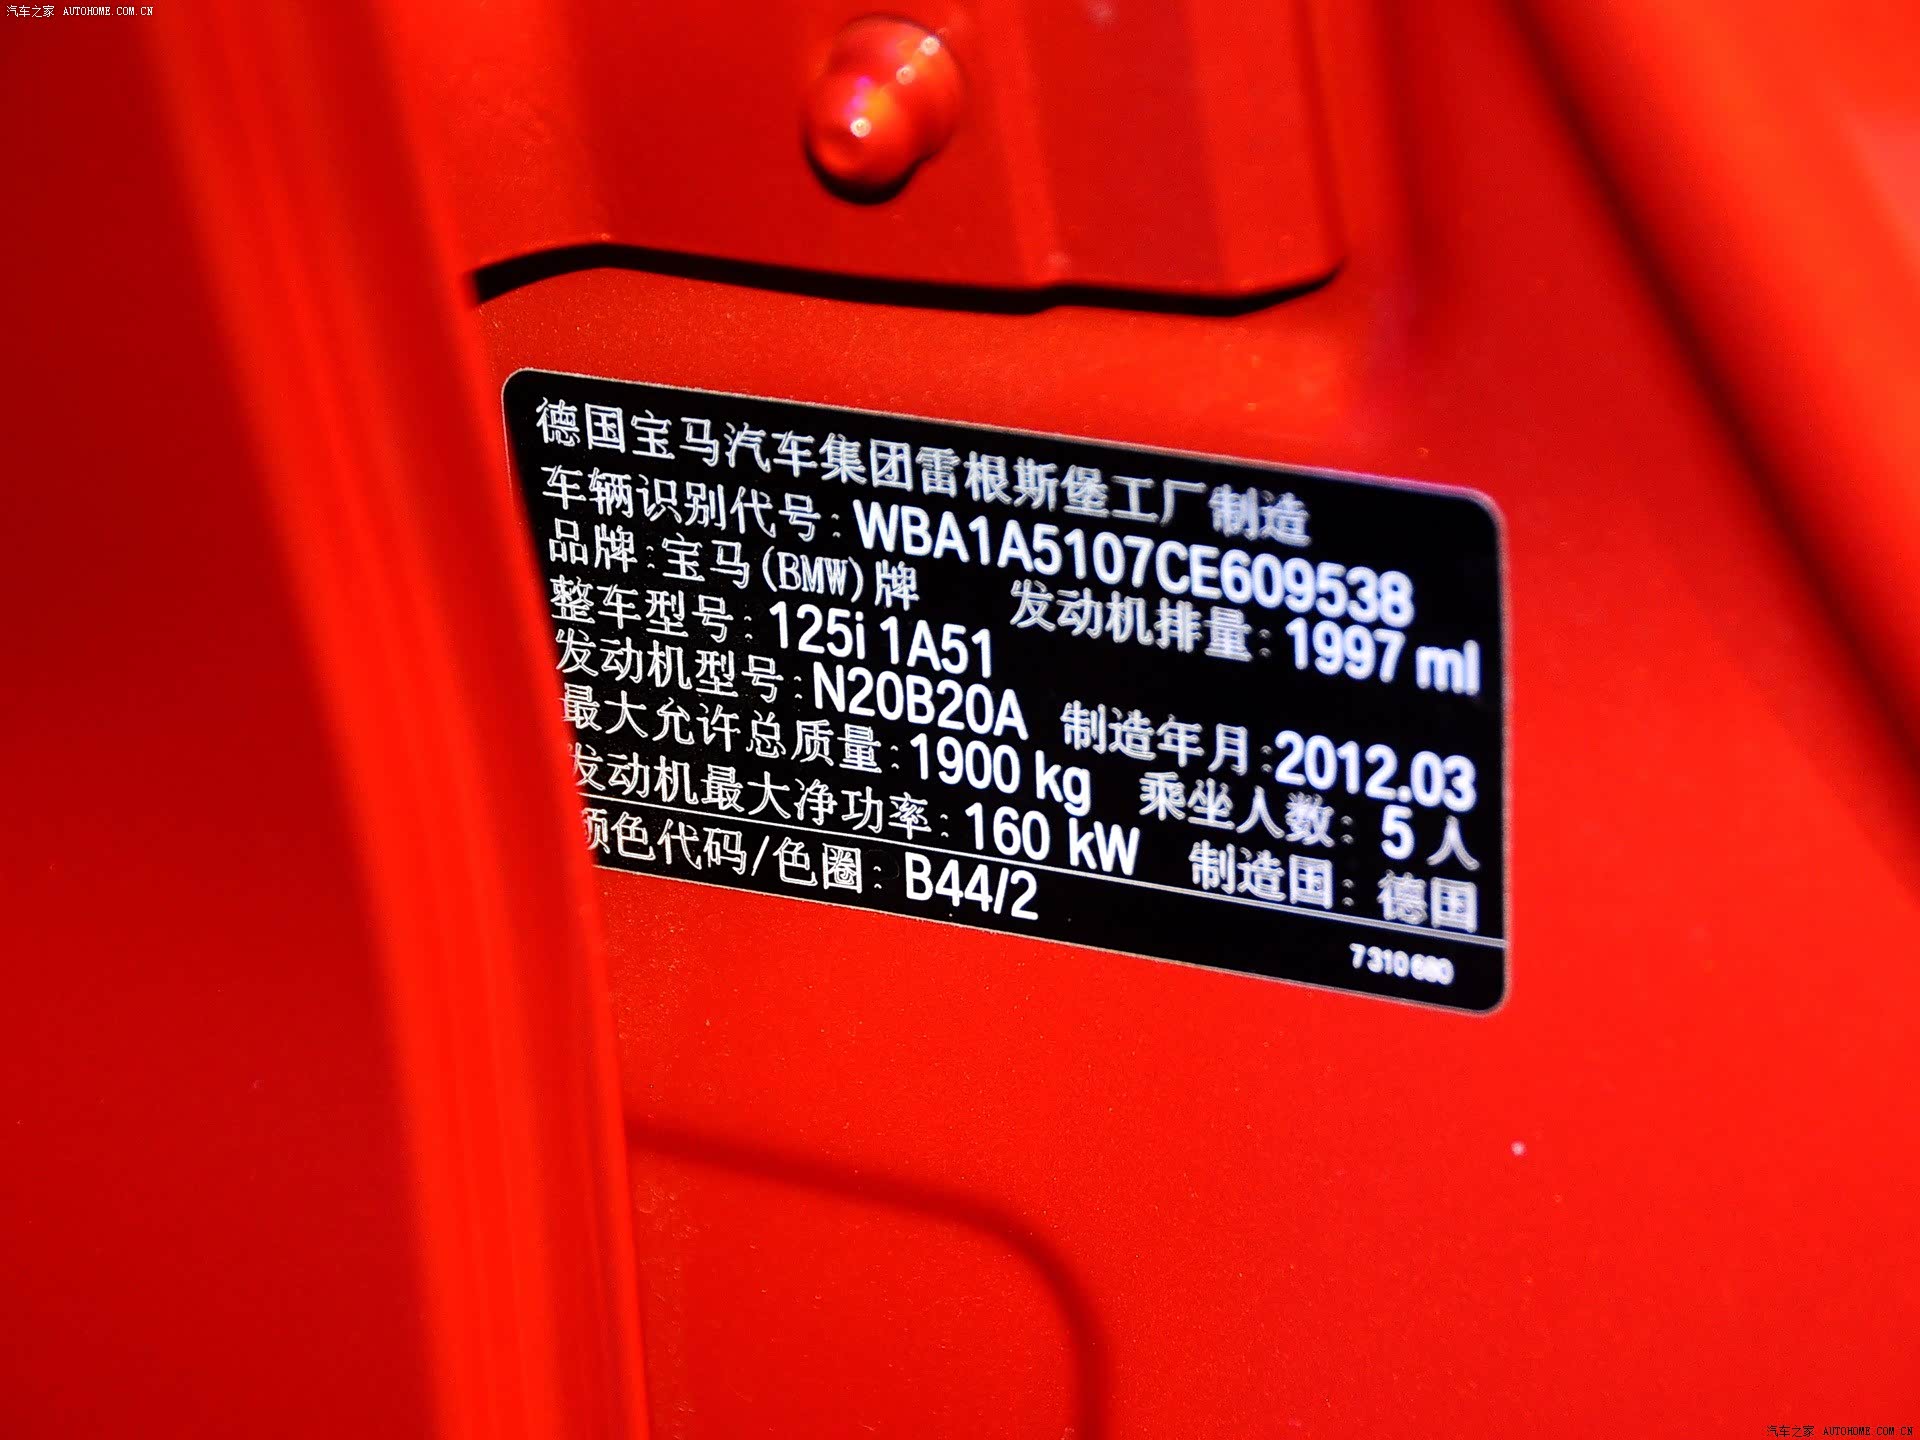 汽车之家 AUTOHOME.COM.CN
德国宝马汽车集团雷根斯堡工厂制造
车辆识别代号: WBA1A5107CE609538
品牌:宝马(BMW)牌 发动机排量: 1997 ml
整车型号: 125i 1A51
发动机型号: N20B20A 制造年月:2012.03
最大允许总质量: 1900 kg 乘坐人数: 5 人
发动机最大净功率: 160 kW 制造国: 德国
颜色代码/色圈: B44/2
7 310 680
汽车之家 AUTOHOME.COM.CN